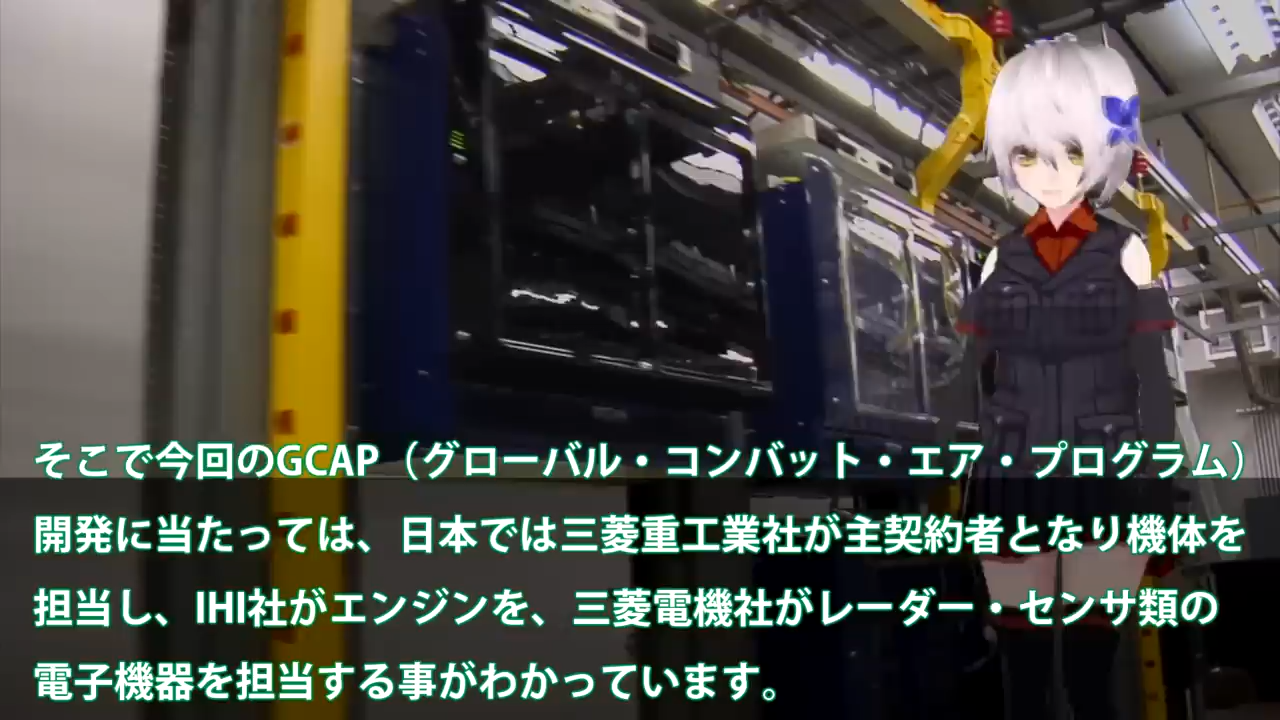 そこで今回のGCAP（グローバル・コンバット・エア・プログラム）
開発に当たっては、日本では三菱重工業社が主契約者となり機体を
担当し、IHI社がエンジンを、三菱電機社がレーダー・センサ類の
電子機器を担当する事がわかっています。